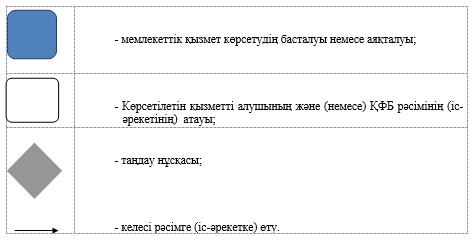 - мемлекеттік қызмет көрсетудің басталуы немесе аяқталуы;
- Көрсетілетін қызметті алушының және (немесе) ҚФБ рәсімінің (іс-
әрекетінің) атауы;
- таңдау нұсқасы;
- келесі рәсімге (іс-әрекетке) өту.